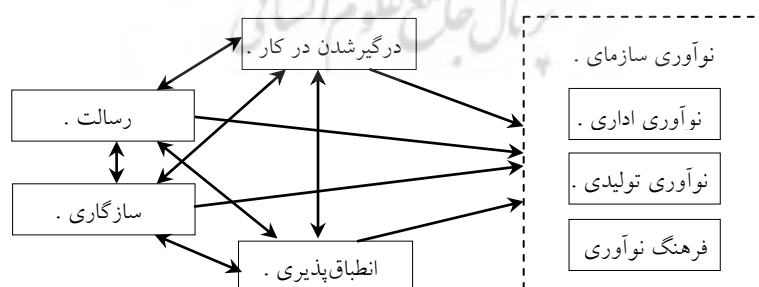 درگیرشدن در کار .
نوآوری سازمای .
رسالت .
نوآوری اداری .
نوآوری تولیدی .
سازگاری .
فرهنگ نوآوری
انطباق‌پذیری .